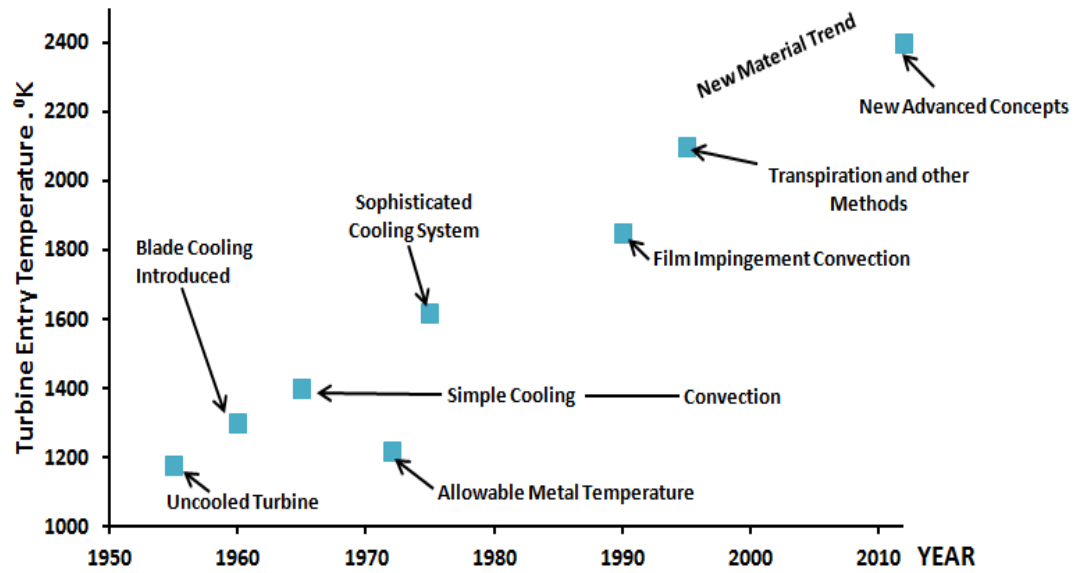 Turbine Entry Temperature . ⁰K
2400
2200
2000
1800
1600
1400
1200
1000
New Material Trend
New Advanced Concepts
Transpiration and other
Methods
Sophisticated
Cooling System
Blade Cooling
Introduced
Film Impingement Convection
Simple Cooling
Convection
Allowable Metal Temperature
Uncooled Turbine
1950
1960
1970
1980
1990
2000
2010
YEAR